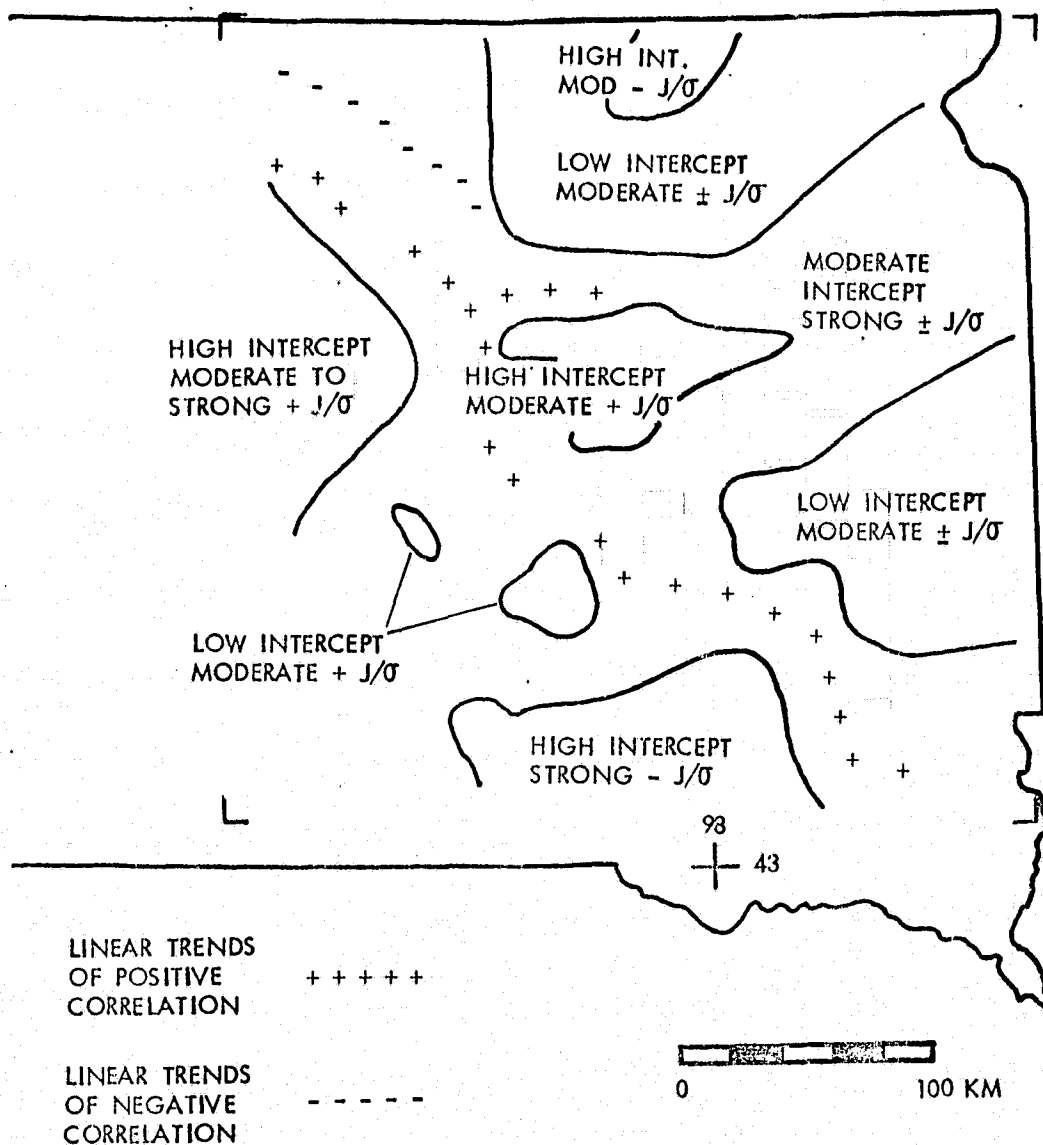 HIGH INT.
MOD - J/σ
LOW INTERCEPT
MODERATE ± J/σ
MODERATE
INTERCEPT
STRONG ± J/σ
HIGH INTERCEPT
MODERATE TO
STRONG + J/σ
HIGH INTERCEPT
MODERATE + J/σ
LOW INTERCEPT
MODERATE ± J/σ
LOW INTERCEPT
MODERATE + J/σ
HIGH INTERCEPT
STRONG - J/σ
98
43
LINEAR TRENDS
OF POSITIVE
CORRELATION
+ + + + +
LINEAR TRENDS
OF NEGATIVE
CORRELATION
- - - - -
0
100 KM